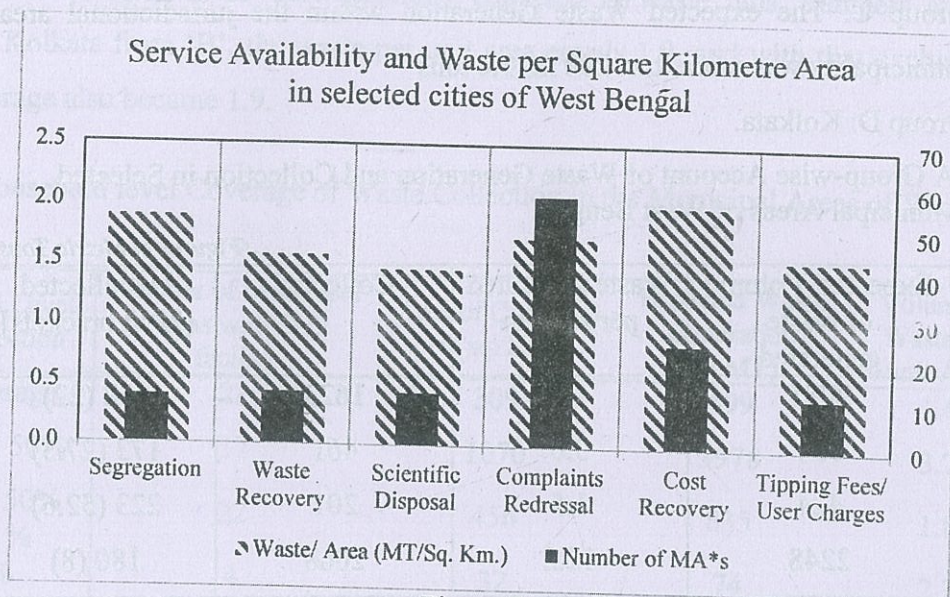 Service Availability and Waste per Square Kilometre Area
in selected cities of West Bengal
2.5
2.0
1.5
1.0
0.5
0.0
70
60
50
40
30
20
10
0
Segregation
Waste
Recovery
Scientific
Disposal
Complaints
Redressal
Cost
Recovery
Tipping Fees/
User Charges
Waste/ Area (MT/Sq. Km.)
Number of MA*s